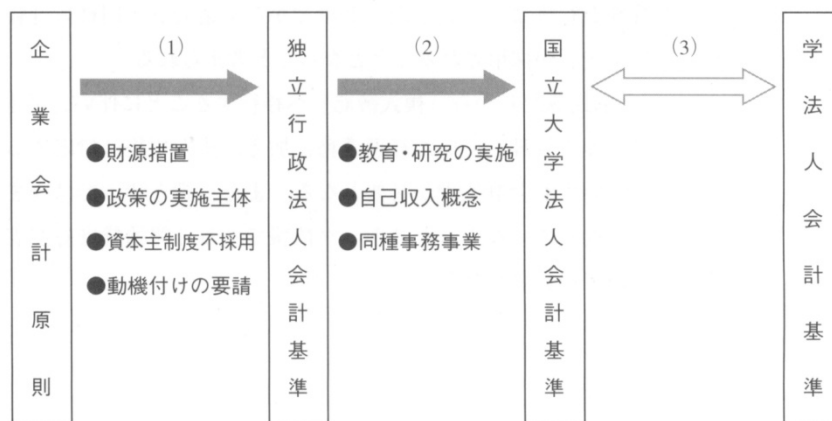 企業会計原則
(1)
●財源措置
●政策の実施主体
●資本主制度不採用
●動機付けの要請
独立行政法人会計基準
(2)
●教育・研究の実施
●自己収入概念
●同種事務事業
国立大学法人会計基準
(3)
学法人会計基準